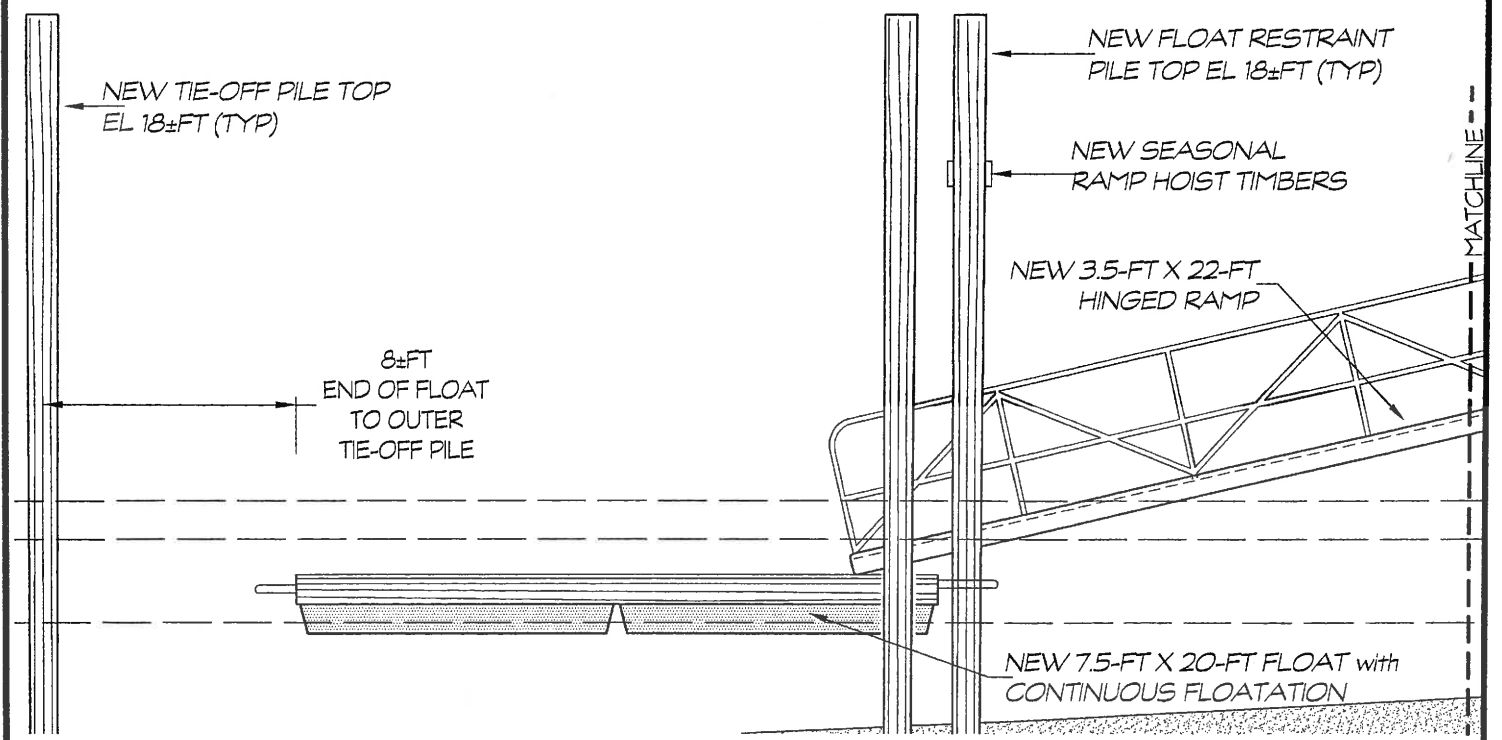 NEW TIE-OFF PILE TOP
EL 18±FT (TYP)
NEW FLOAT RESTRAINT
PILE TOP EL 18±FT (TYP)
NEW SEASONAL
RAMP HOIST TIMBERS
MATCHLINE
NEW 3.5-FT X 22-FT
HINGED RAMP
8±FT
END OF FLOAT
TO OUTER
TIE-OFF PILE
NEW 7.5-FT X 20-FT FLOAT with
CONTINUOUS FLOATATION